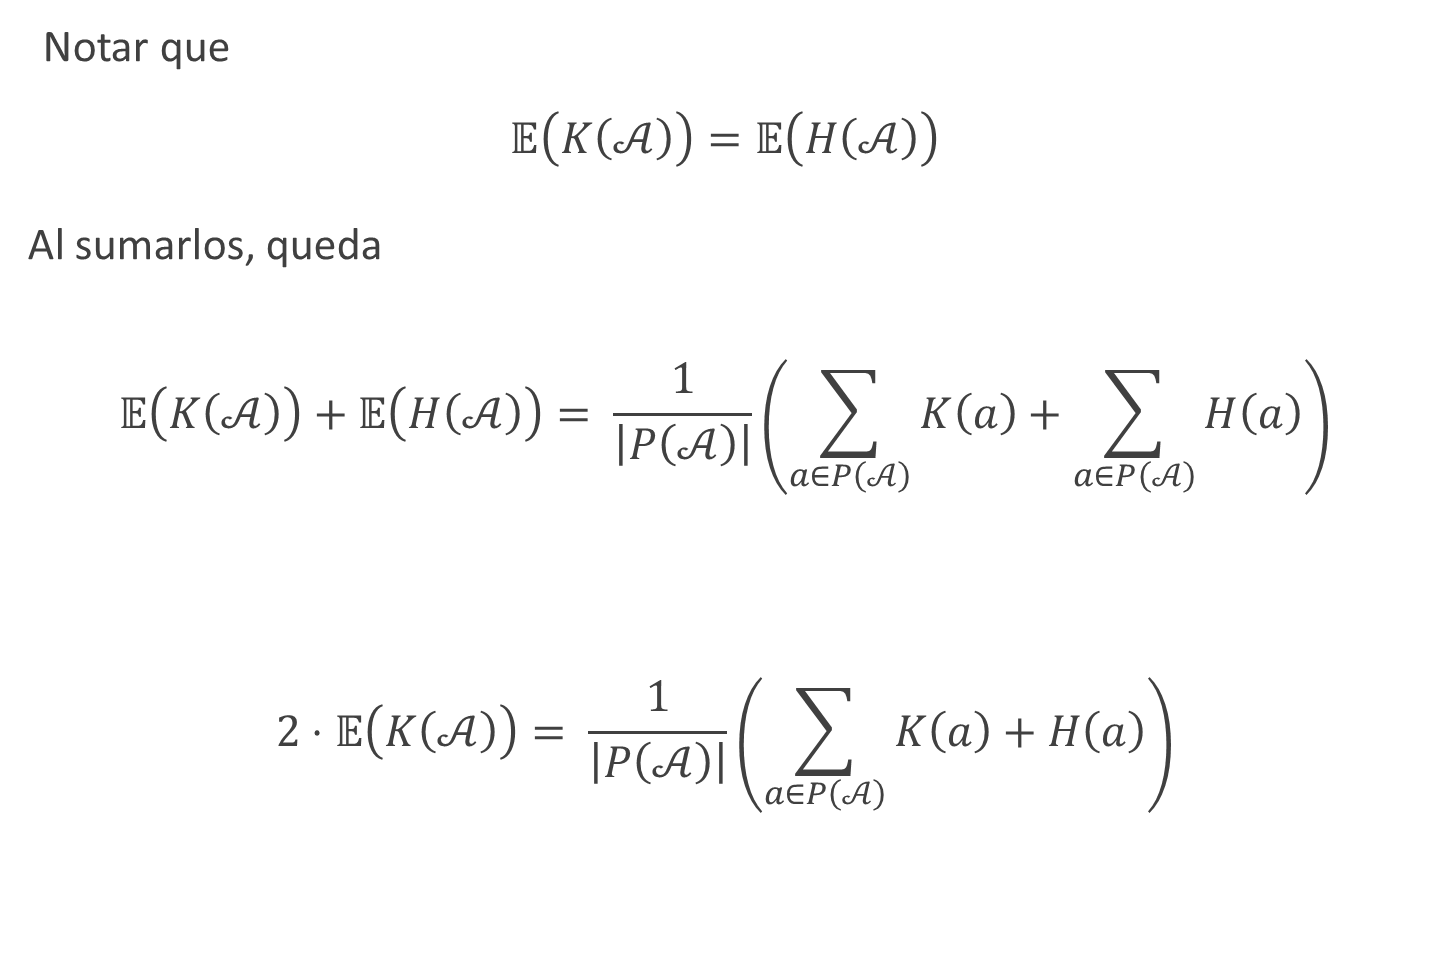 Notar que
𝔼(K(𝒜)) = 𝔼(H(𝒜))
Al sumarlos, queda
𝔼(K(𝒜)) + 𝔼(H(𝒜)) = 1/|P(𝒜)| (∑_{a∈P(𝒜)} K(a) + ∑_{a∈P(𝒜)} H(a))
2 · 𝔼(K(𝒜)) = 1/|P(𝒜)| (∑_{a∈P(𝒜)} K(a) + H(a))